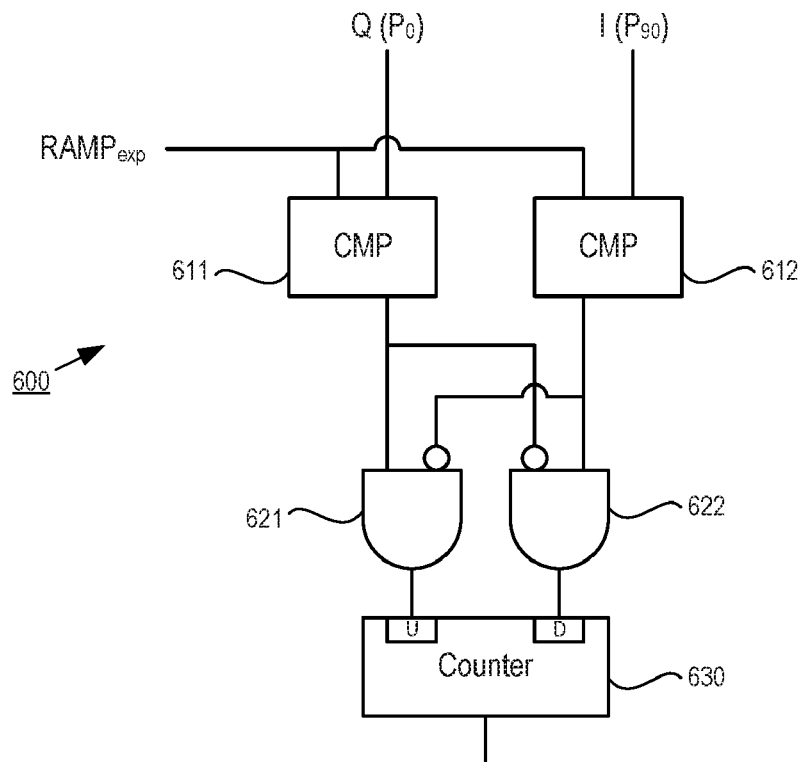 Q (P0) I (P90)
RAMPexp
CMP CMP
611 612
600
621 622
U D
Counter
630